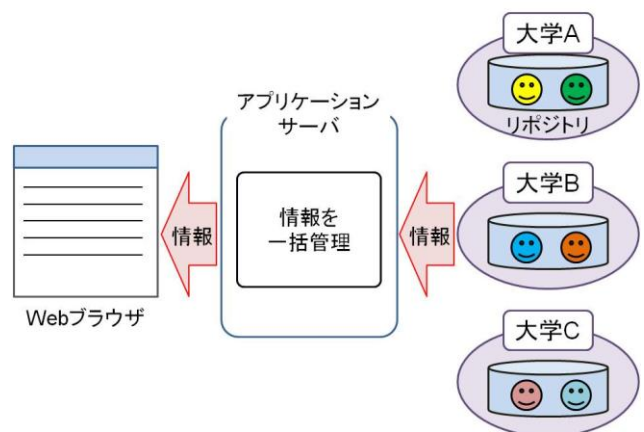 大学A
リポジトリ
アプリケーション
サーバ
大学B
情報を
一括管理
情報
情報
Webブラウザ
大学C